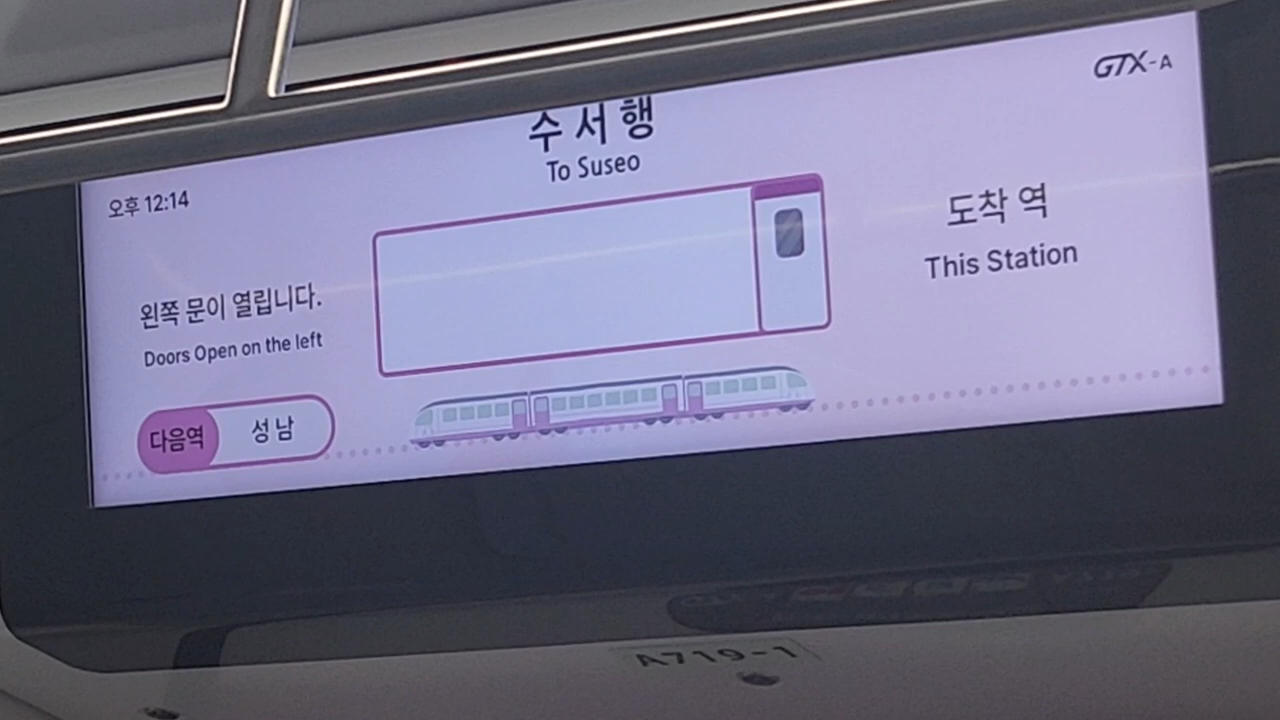 GTX-A
수서행
To Suseo
오후 12:14
왼쪽 문이 열립니다.
Doors Open on the left
도착 역
This Station
다음역 성남
A719-1